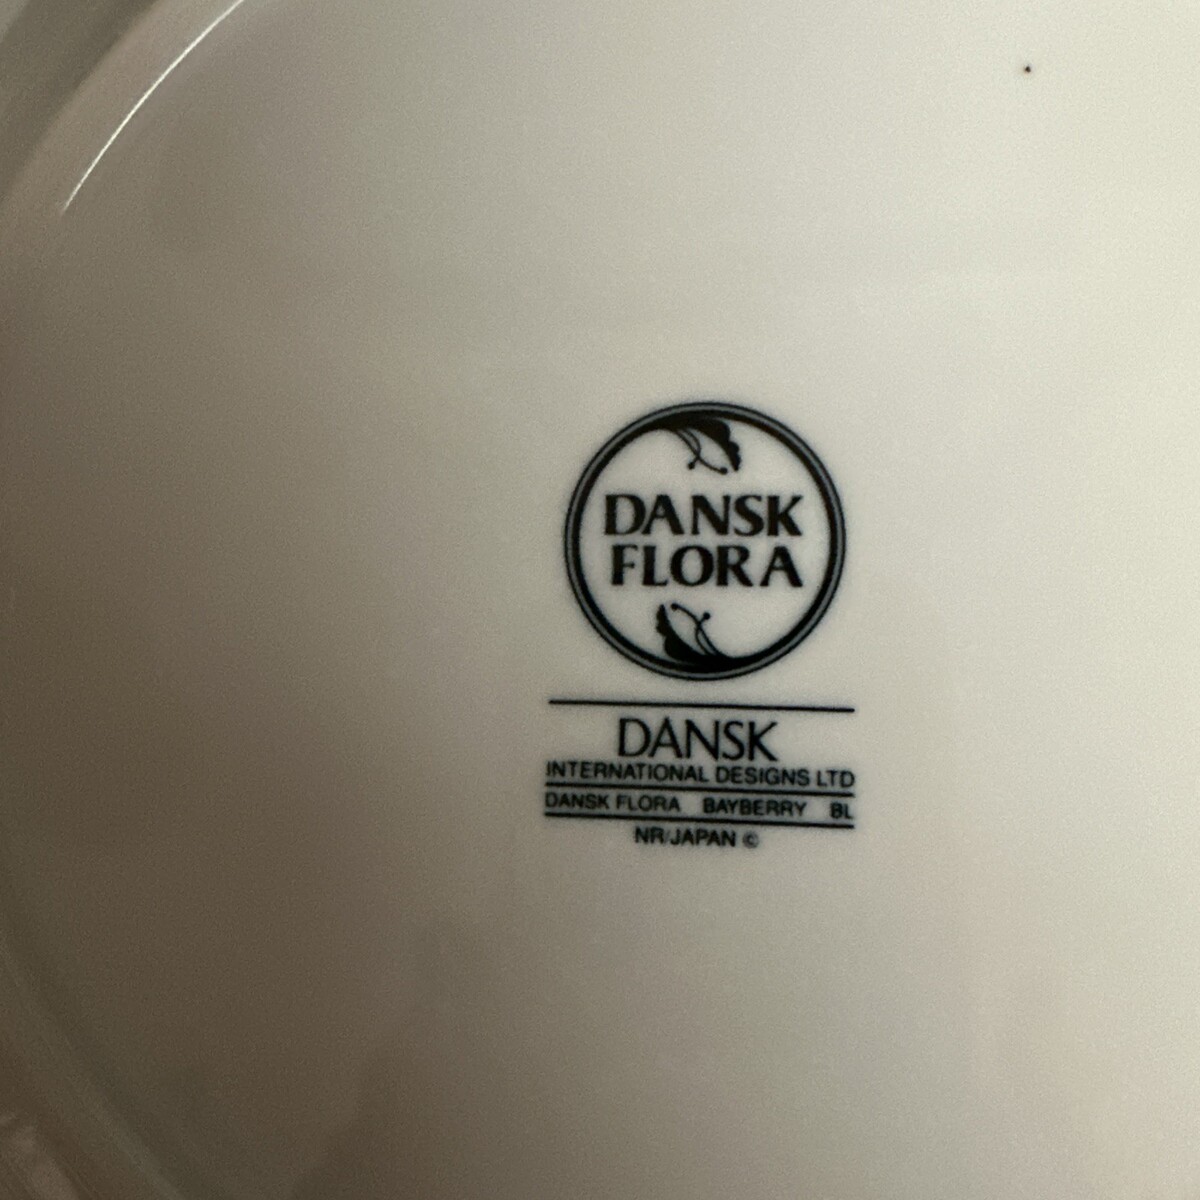 DANSK
FLORA
DANSK
INTERNATIONAL DESIGNS LTD
DANSK FLORA BAYBERRY BL
NR/JAPAN ©